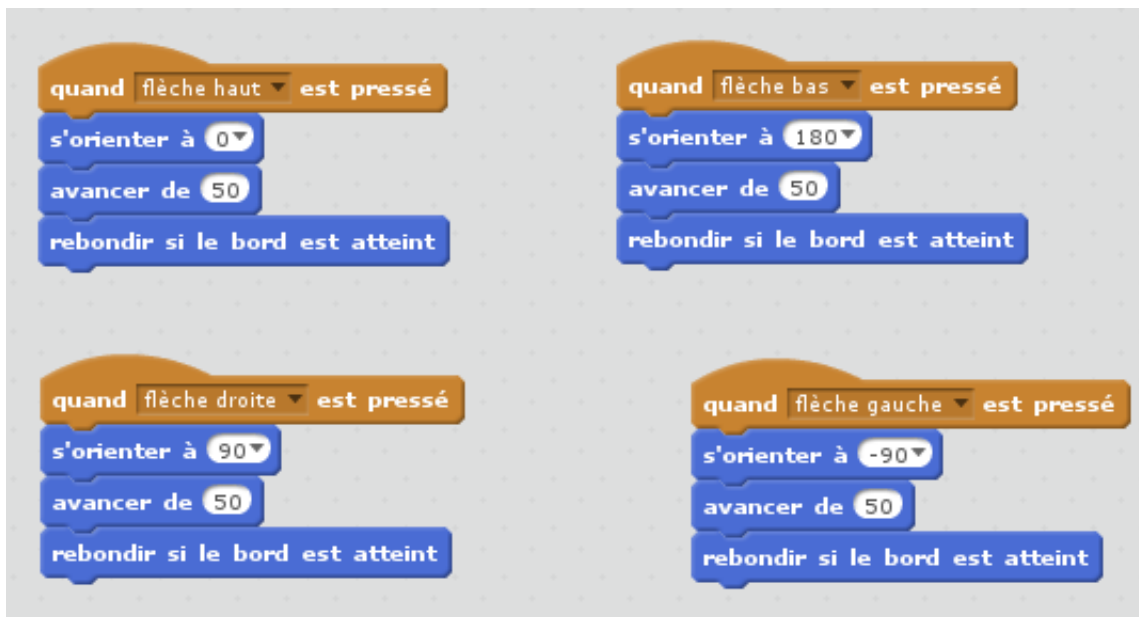 quand flèche haut est pressé
s'orienter à 0
avancer de 50
rebondir si le bord est atteint
quand flèche bas est pressé
s'orienter à 180
avancer de 50
rebondir si le bord est atteint
quand flèche droite est pressé
s'orienter à 90
avancer de 50
rebondir si le bord est atteint
quand flèche gauche est pressé
s'orienter à -90
avancer de 50
rebondir si le bord est atteint